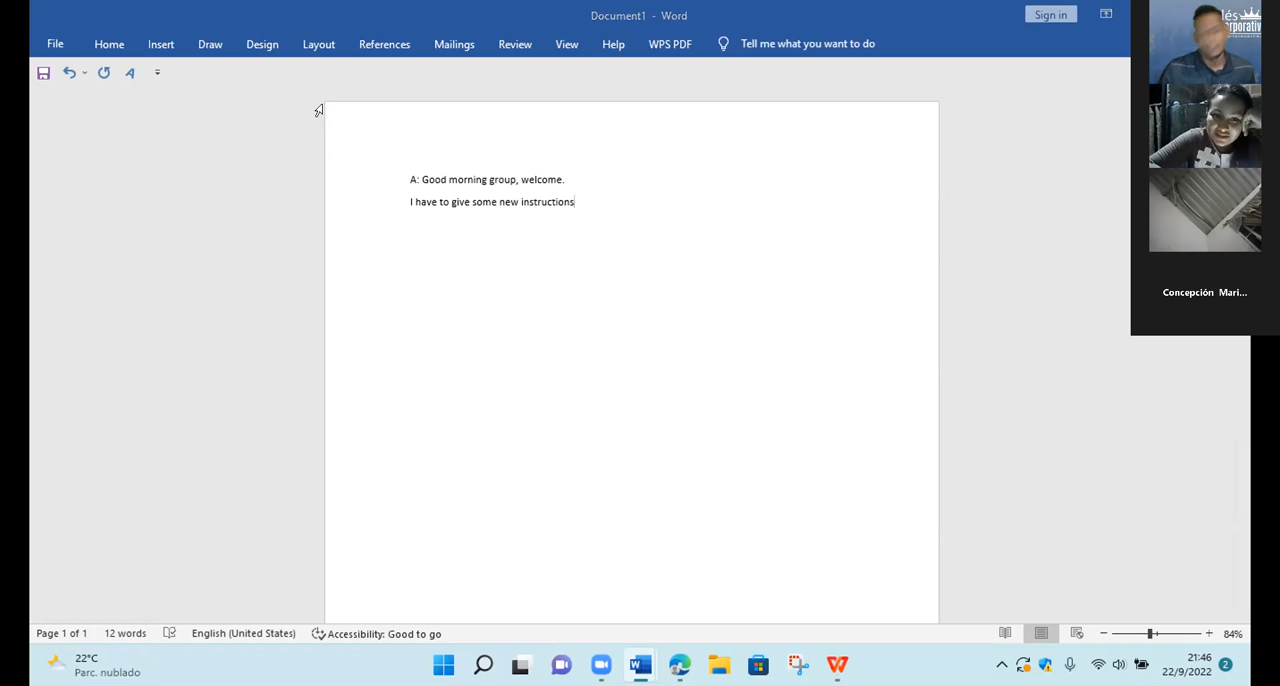 Document1 - Word
Sign in
File Home Insert Draw Design Layout References Mailings Review View Help WPS PDF Tell me what you want to do
A: Good morning group, welcome.
I have to give some new instructions
Concepción Mari...
Page 1 of 1 12 words English (United States) Accessibility: Good to go 84%
22°C
Parc. nublado
21:46
22/9/2022
2